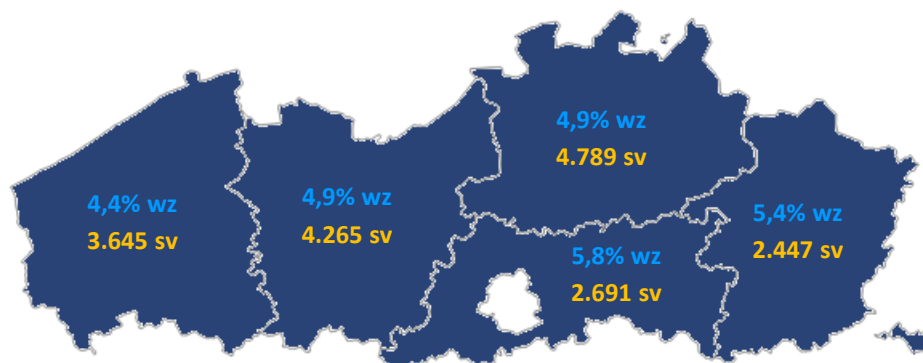 4,4% wz
3.645 sv
4,9% wz
4.265 sv
4,9% wz
4.789 sv
5,8% wz
2.691 sv
5,4% wz
2.447 sv